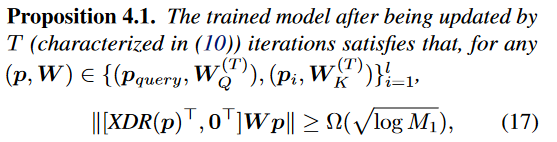 Proposition 4.1. The trained model after being updated by
T (characterized in (10)) iterations satisfies that, for any
(p, W) ∈ {(p_query, W_Q^(T)), (p_i, W_K^(T))}_{i=1}^l,
‖[XDR(p)^⊤, 0^⊤]Wp‖ ≥ Ω(√log M_1), (17)